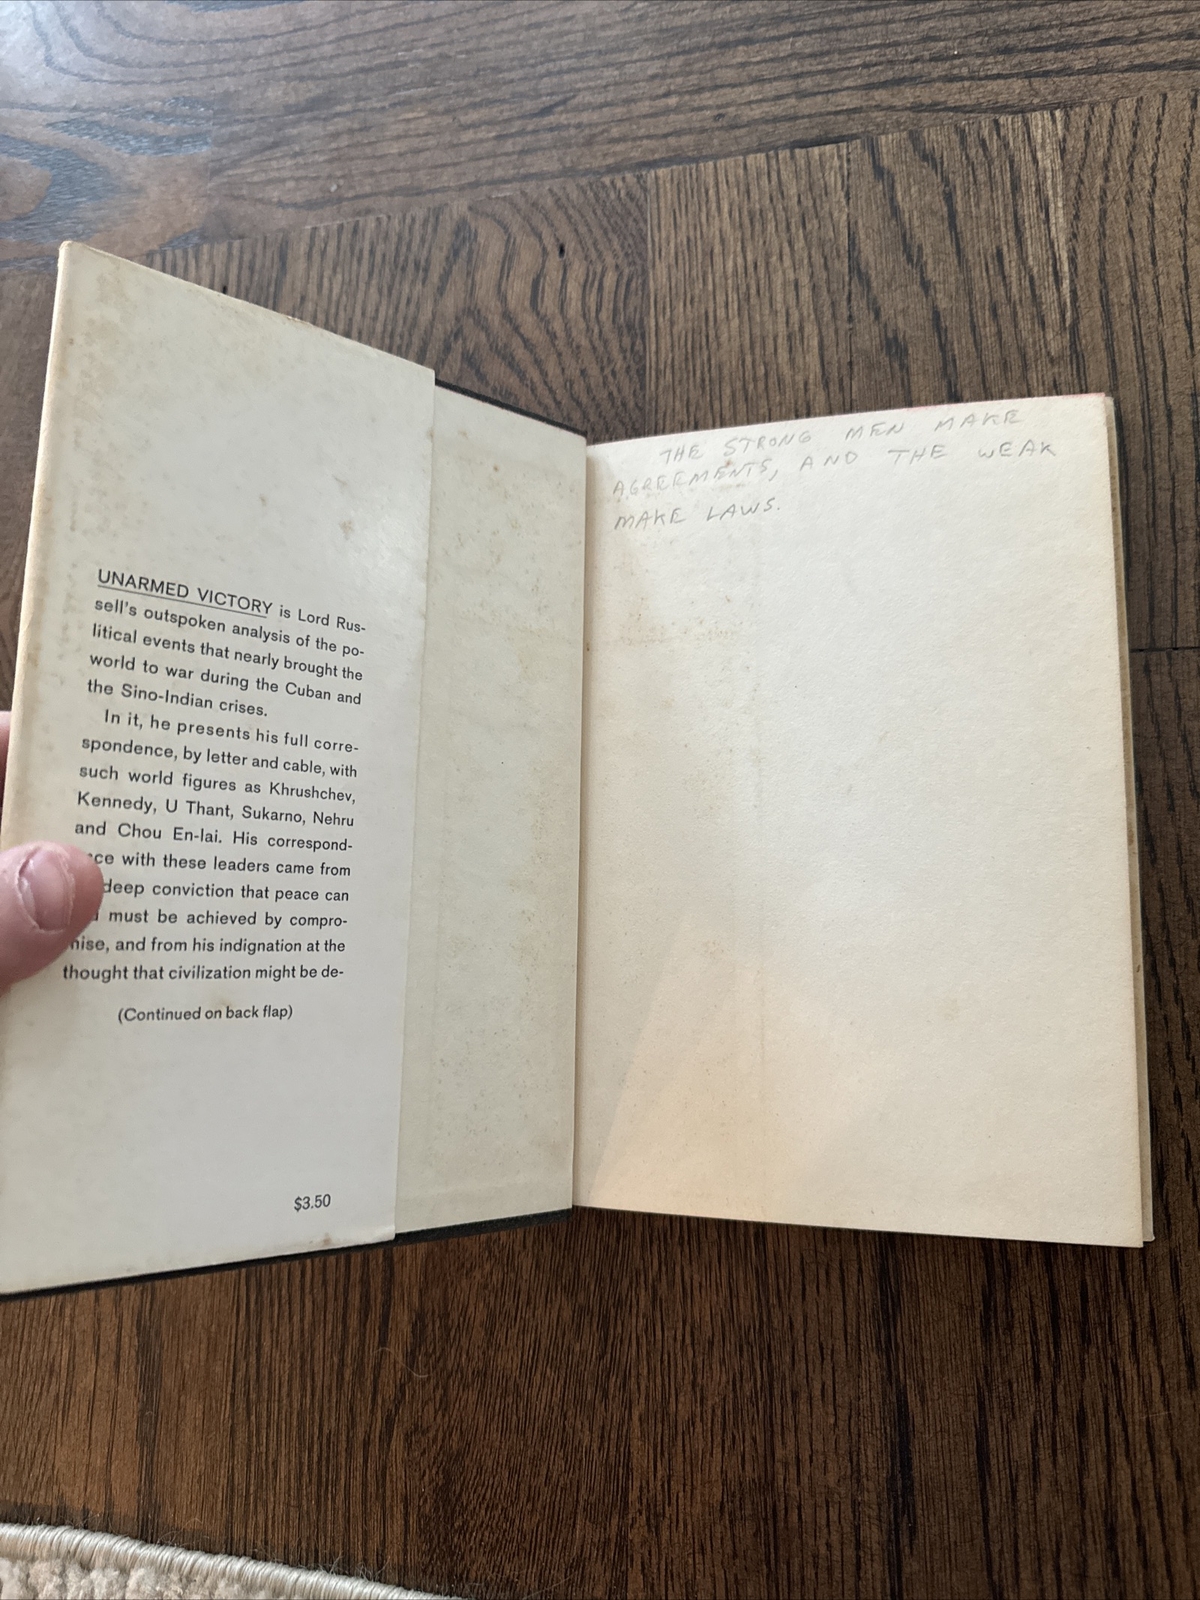 UNARMED VICTORY is Lord Rus-
sell's outspoken analysis of the po-
litical events that nearly brought the
world to war during the Cuban and
the Sino-Indian crises.
In it, he presents his full corre-
spondence, by letter and cable, with
such world figures as Khrushchev,
Kennedy, U Thant, Sukarno, Nehru
and Chou En-lai. His correspond-
ce with these leaders came from
deep conviction that peace can
must be achieved by compro-
mise, and from his indignation at the
thought that civilization might be de-
(Continued on back flap)
$3.50
THE STRONG MEN MAKE
AGREEMENTS, AND THE WEAK
MAKE LAWS.